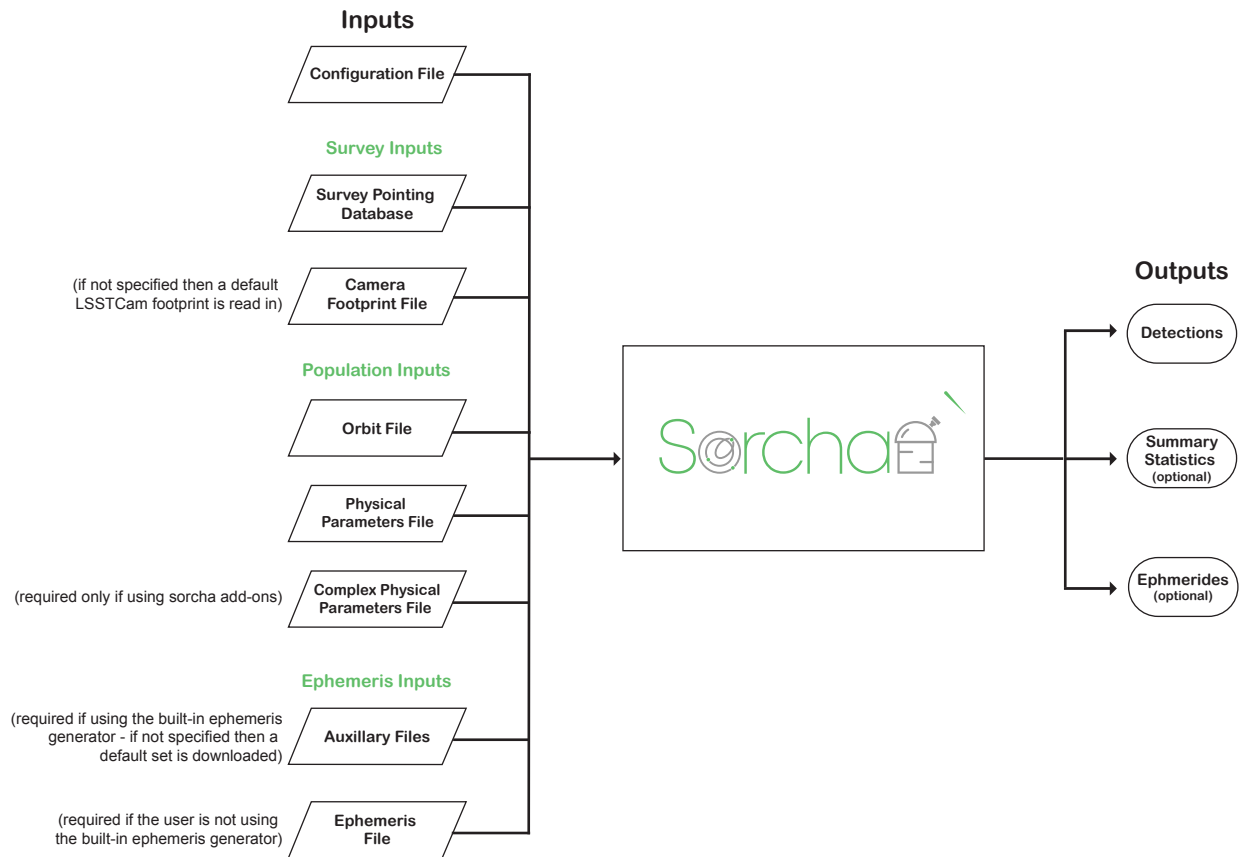 Inputs
Configuration File
Survey Inputs
Survey Pointing
Database
(if not specified then a default
LSSTCam footprint is read in)
Camera
Footprint File
Population Inputs
Orbit File
Physical
Parameters File
(required only if using sorcha add-ons)
Complex Physical
Parameters File
Ephemeris Inputs
(required if using the built-in ephemeris
generator - if not specified then a
default set is downloaded)
Auxillary Files
(required if the user is not using
the built-in ephemeris generator)
Ephemeris
File
Sorcha
Outputs
Detections
Summary
Statistics
(optional)
Ephmerides
(optional)